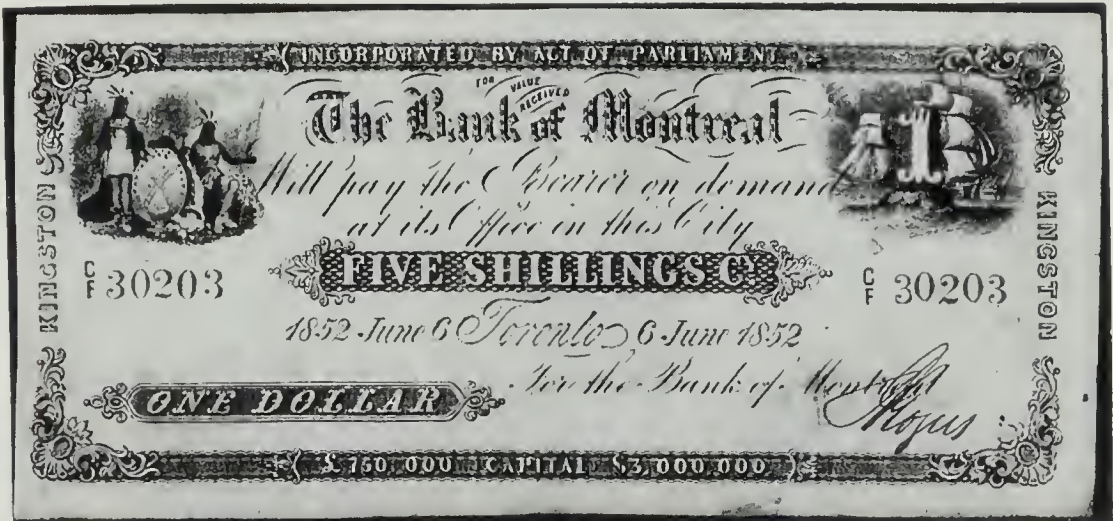 INCORPORATED BY ACT OF PARLIAMENT
FOR VALUE RECEIVED
The Bank of Montreal
1
Will pay the Bearer on demand
at its Office in this City
KINGSTON
KINGSTON
C/F 30203
FIVE SHILLINGS Cy
C/F 30203
1852 June 6 Toronto 6 June 1852
For the Bank of Montreal
ONE DOLLAR
£ 750,000 CAPITAL $3,000,000